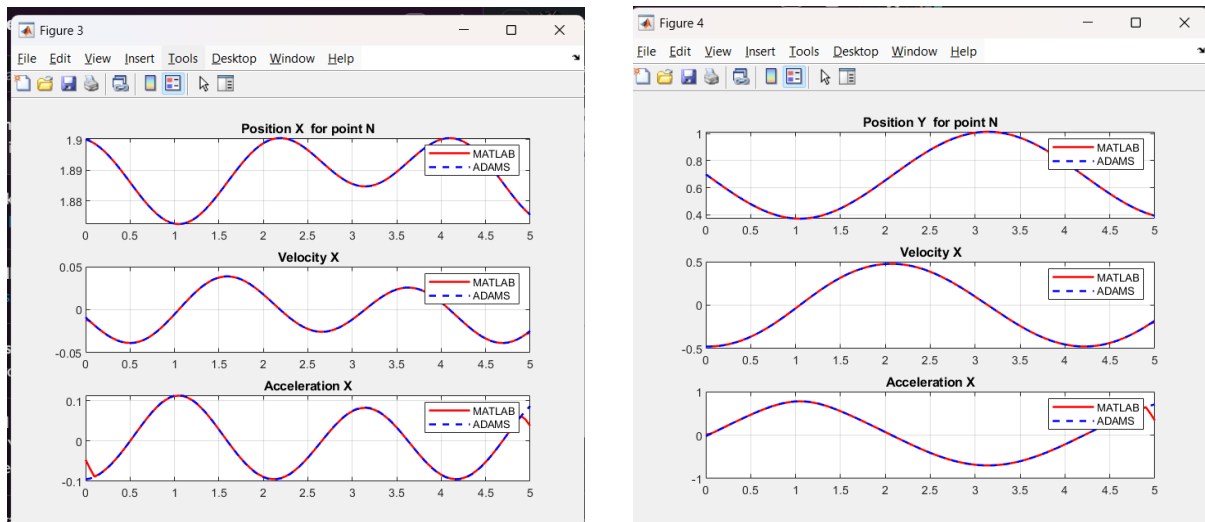 Figure 3
File Edit View Insert Tools Desktop Window Help
Position X for point N
1.9
1.89
1.88
MATLAB
ADAMS
0 0.5 1 1.5 2 2.5 3 3.5 4 4.5 5
Velocity X
0.05
0
-0.05
MATLAB
ADAMS
0 0.5 1 1.5 2 2.5 3 3.5 4 4.5 5
Acceleration X
0.1
0
-0.1
MATLAB
ADAMS
0 0.5 1 1.5 2 2.5 3 3.5 4 4.5 5
Figure 4
File Edit View Insert Tools Desktop Window Help
Position Y for point N
1
0.8
0.6
0.4
MATLAB
ADAMS
0 0.5 1 1.5 2 2.5 3 3.5 4 4.5 5
Velocity X
0.5
0
-0.5
MATLAB
ADAMS
0 0.5 1 1.5 2 2.5 3 3.5 4 4.5 5
Acceleration X
1
0
-1
MATLAB
ADAMS
0 0.5 1 1.5 2 2.5 3 3.5 4 4.5 5